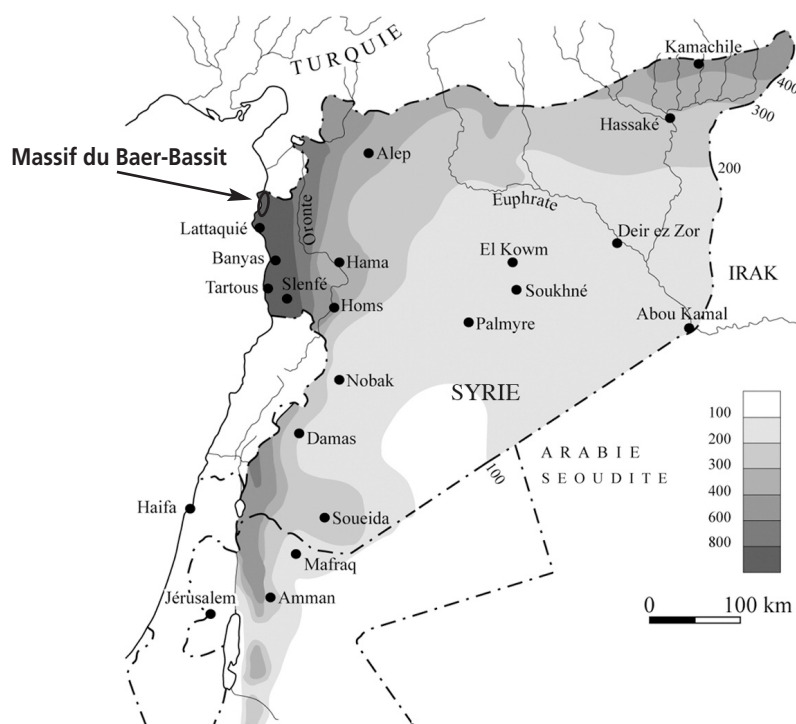 TURQUIE
Kamachile
400
300
Hassaké
200
Massif du Baer-Bassit
Alep
Euphrate
Oronte
Lattaquié
Deir ez Zor
Banyas
Hama
El Kowm
IRAK
Tartous
Slenfé
Soukhné
Homs
Abou Kamal
Palmyre
Nobak
SYRIE
100
200
300
400
600
800
Damas
ARABIE
SEOUDITE
100
Haifa
Soueida
Mafraq
Jérusalem
Amman
0 100 km